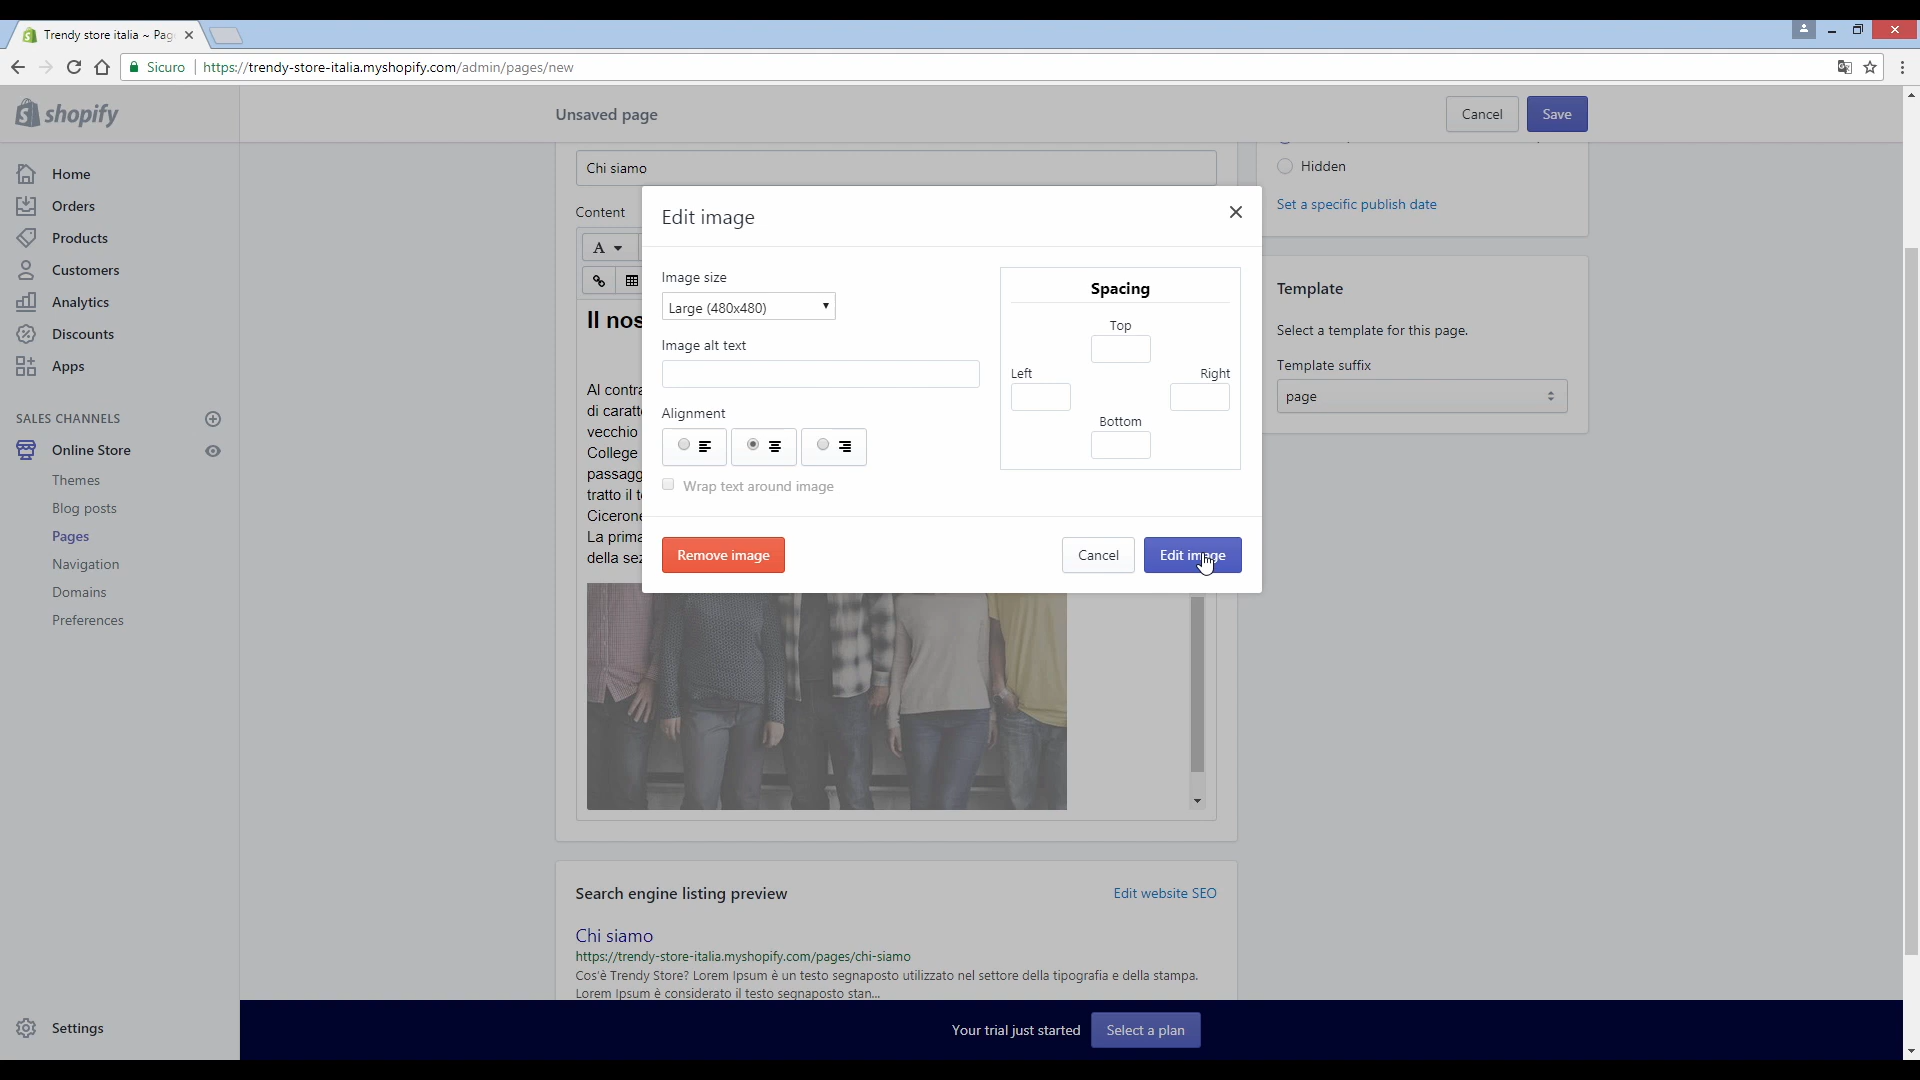 Trendy store italia ~ Pag
Sicuro https://trendy-store-italia.myshopify.com/admin/pages/new
shopify
Unsaved page
Cancel
Save
Home
Orders
Products
Customers
Analytics
Discounts
Apps
SALES CHANNELS
Online Store
Themes
Blog posts
Pages
Navigation
Domains
Preferences
Settings
Chi siamo
Content
A
Il nos
Al contra
di caratt
vecchio
College
passagg
tratto il t
Cicerone
La prima
della sez
Edit image
Image size
Large (480x480)
Image alt text
Alignment
Wrap text around image
Spacing
Top
Left
Right
Bottom
Remove image
Cancel
Edit image
Hidden
Set a specific publish date
Template
Select a template for this page.
Template suffix
page
Search engine listing preview
Edit website SEO
Chi siamo
https://trendy-store-italia.myshopify.com/pages/chi-siamo
Cos'è Trendy Store? Lorem Ipsum è un testo segnaposto utilizzato nel settore della tipografia e della stampa.
Lorem Ipsum è considerato il testo segnaposto stan...
Your trial just started
Select a plan